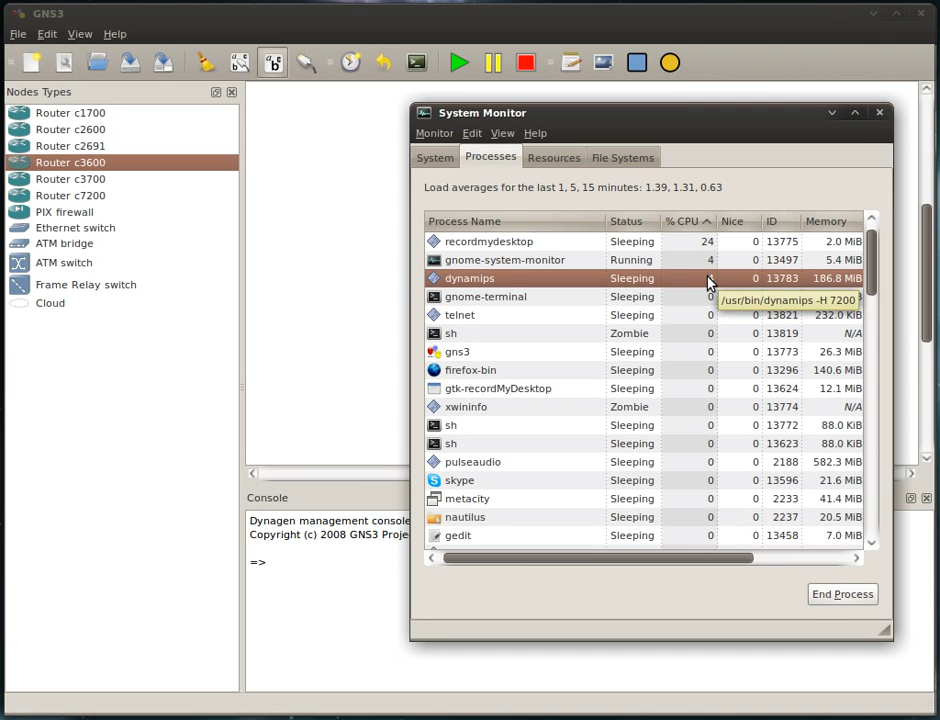 GNS3
File Edit View Help
Nodes Types
Router c1700
Router c2600
Router c2691
Router c3600
Router c3700
Router c7200
PIX firewall
Ethernet switch
ATM bridge
ATM switch
Frame Relay switch
Cloud
System Monitor
Monitor Edit View Help
System Processes Resources File Systems
Load averages for the last 1, 5, 15 minutes: 1.39, 1.31, 0.63
Process Name Status % CPU Nice ID Memory
recordmydesktop Sleeping 24 0 13775 2.0 MiB
gnome-system-monitor Running 4 0 13497 5.4 MiB
dynamips Sleeping 0 13783 186.8 MiB
gnome-terminal Sleeping 0
/usr/bin/dynamips -H 7200
telnet Sleeping 0 0 13821 232.0 KiB
sh Zombie 0 0 13819 N/A
gns3 Sleeping 0 0 13773 26.3 MiB
firefox-bin Sleeping 0 0 13296 140.6 MiB
gtk-recordMyDesktop Sleeping 0 0 13624 12.1 MiB
xwininfo Zombie 0 0 13774 N/A
sh Sleeping 0 0 13772 88.0 KiB
sh Sleeping 0 0 13623 88.0 KiB
pulseaudio Sleeping 0 0 2188 582.3 MiB
skype Sleeping 0 0 13596 21.6 MiB
metacity Sleeping 0 0 2233 41.4 MiB
nautilus Sleeping 0 0 2237 20.5 MiB
gedit Sleeping 0 0 13458 7.0 MiB
End Process
Console
Dynagen management console
Copyright (c) 2008 GNS3
=>